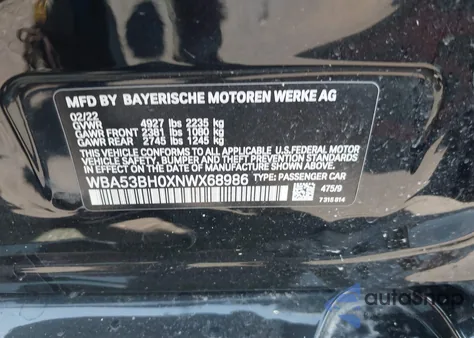 MFD BY BAYERISCHE MOTOREN WERKE AG
02/22
GVWR 4927 lbs 2235 kg
GAWR FRONT 2381 lbs 1080 kg
GAWR REAR 2745 lbs 1245 kg
THIS VEHICLE CONFORMS TO ALL APPLICABLE U.S. FEDERAL MOTOR
VEHICLE SAFETY, BUMPER, AND THEFT PREVENTION STANDARDS IN
EFFECT ON THE DATE OF MANUFACTURE SHOWN ABOVE.
WBA53BH0XNWX68986 TYPE: PASSENGER CAR
475/9
7 316 814
autoShop